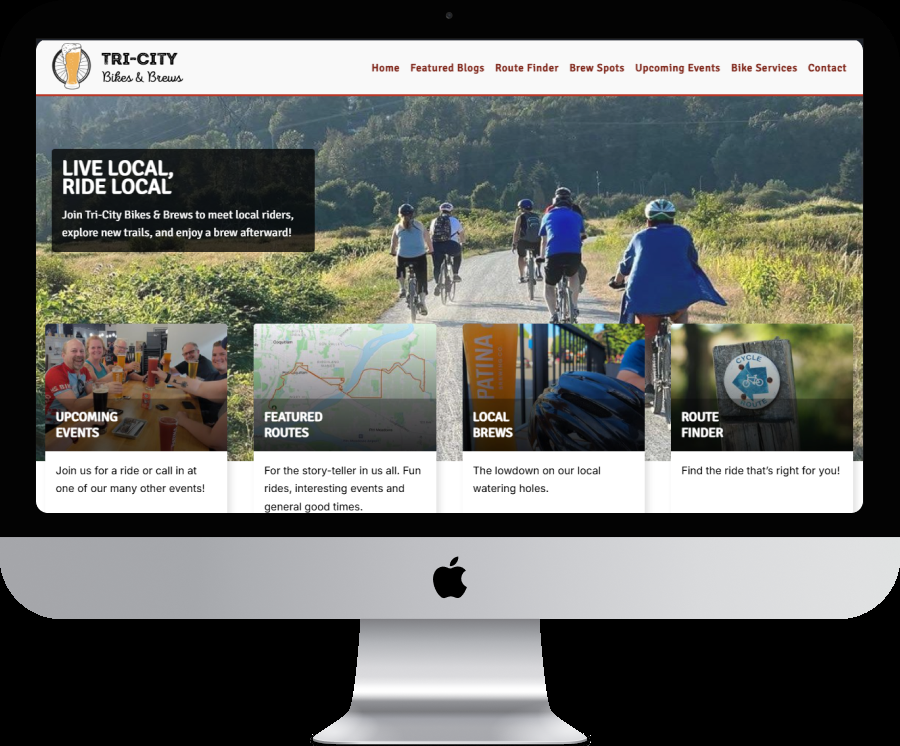 TRI-CITY
Bikes & Brews
Home Featured Blogs Route Finder Brew Spots Upcoming Events Bike Services Contact
LIVE LOCAL,
RIDE LOCAL
Join Tri-City Bikes & Brews to meet local riders,
explore new trails, and enjoy a brew afterward!
Coquitlam
PATINA
CYCLE
UPCOMING
EVENTS
FEATURED
ROUTES
LOCAL
BREWS
ROUTE
FINDER
Join us for a ride or call in at
one of our many other events!
For the story-teller in us all. Fun
rides, interesting events and
general good times.
The lowdown on our local
watering holes.
Find the ride that's right for you!